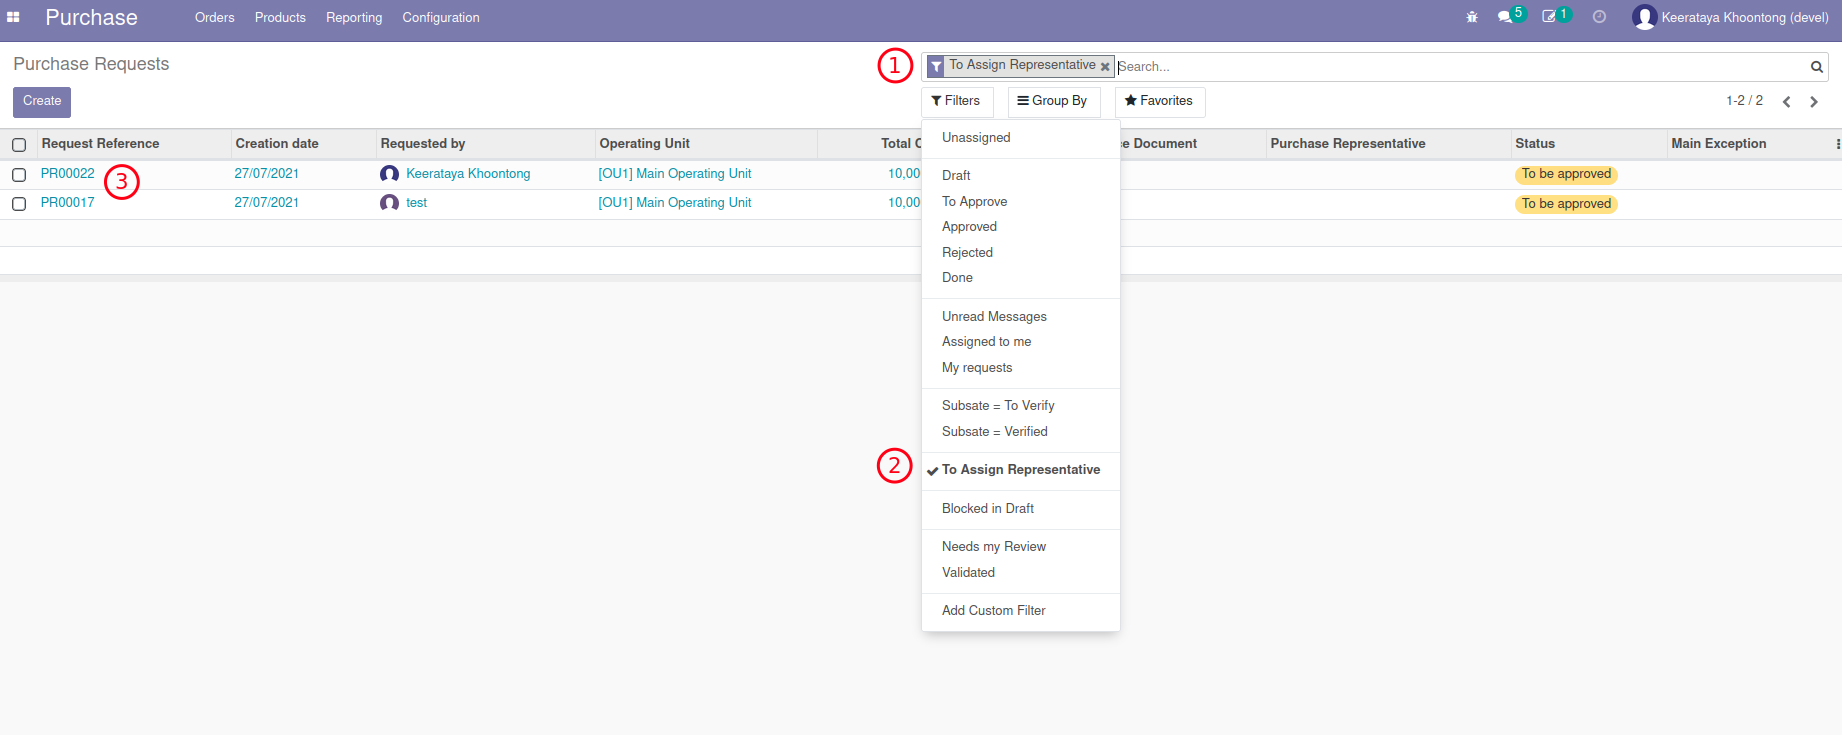 Purchase Orders Products Reporting Configuration 5 1 Keerataya Khoontong (devel)
Purchase Requests 1 To Assign Representative Search...
Create Filters Group By Favorites 1-2 / 2
Request Reference Creation date Requested by Operating Unit Total C e Document Purchase Representative Status Main Exception
PR00022 27/07/2021 Keerataya Khoontong [OU1] Main Operating Unit 10,00 To be approved
3
PR00017 27/07/2021 test [OU1] Main Operating Unit 10,00 To be approved
Unassigned
Draft
To Approve
Approved
Rejected
Done
Unread Messages
Assigned to me
My requests
Subsate = To Verify
Subsate = Verified
2 To Assign Representative
Blocked in Draft
Needs my Review
Validated
Add Custom Filter